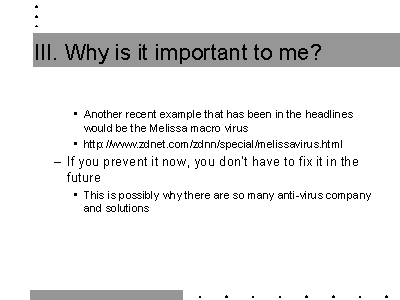 III. Why is it important to me?
• Another recent example that has been in the headlines
would be the Melissa macro virus
• http://www.zdnet.com/zdnn/special/melissavirus.html
– If you prevent it now, you don't have to fix it in the
future
• This is possibly why there are so many anti-virus company
and solutions